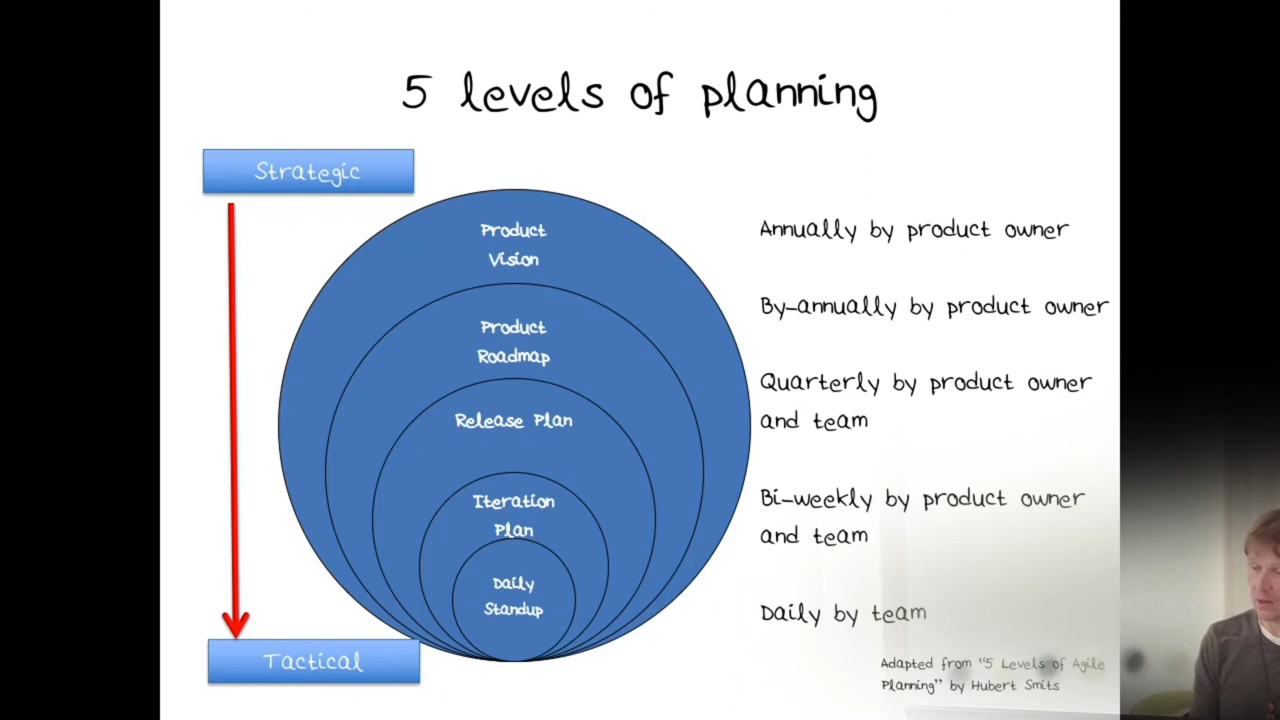 5 levels of planning
Strategic
Product
Vision
Annually by product owner
Product
Roadmap
By-annually by product owner
Release Plan
Quarterly by product owner
and team
Iteration
Plan
Bi-weekly by product owner
and team
Daily
Standup
Daily by team
Tactical
Adapted from "5 Levels of Agile
Planning" by Hubert Smits